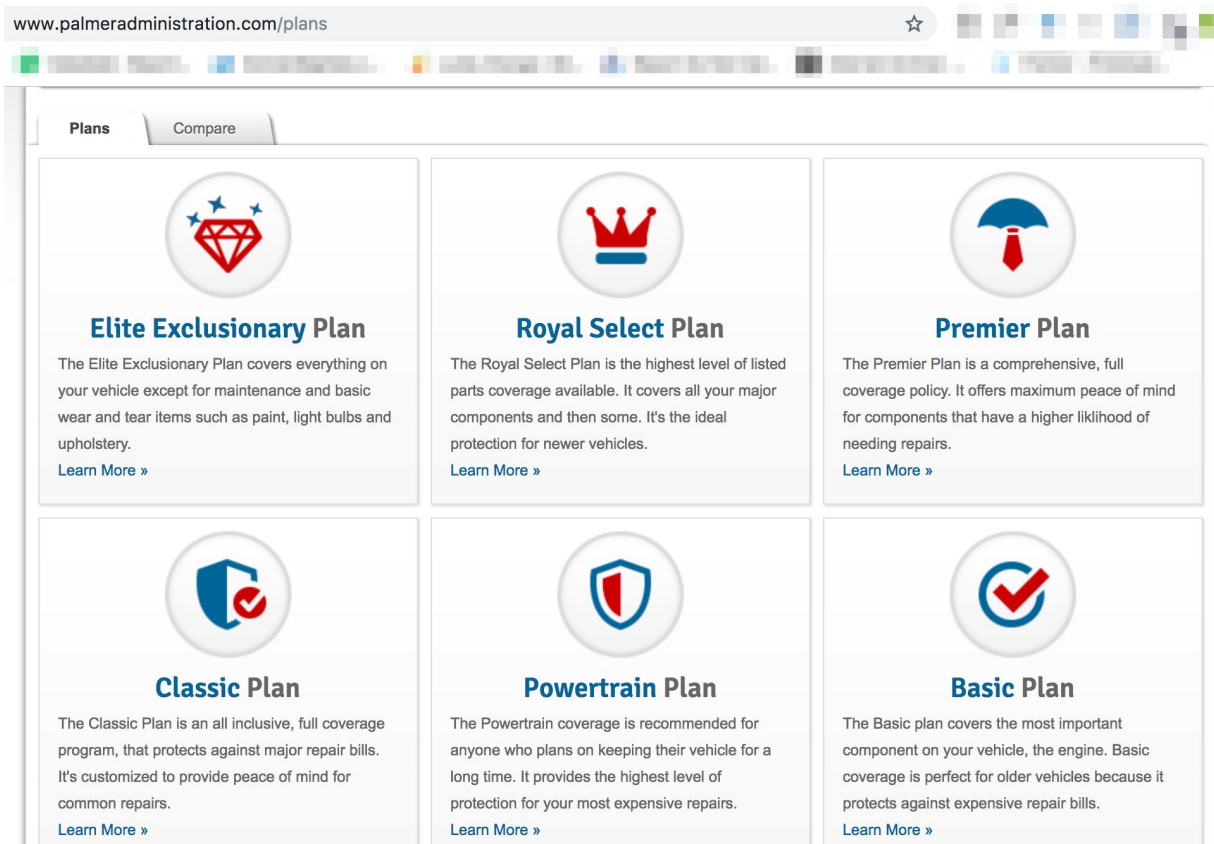 www.palmeradministration.com/plans
Plans
Compare
Elite Exclusionary Plan
The Elite Exclusionary Plan covers everything on
your vehicle except for maintenance and basic
wear and tear items such as paint, light bulbs and
upholstery.
Learn More »
Royal Select Plan
The Royal Select Plan is the highest level of listed
parts coverage available. It covers all your major
components and then some. It's the ideal
protection for newer vehicles.
Learn More »
Premier Plan
The Premier Plan is a comprehensive, full
coverage policy. It offers maximum peace of mind
for components that have a higher liklihood of
needing repairs.
Learn More »
Classic Plan
The Classic Plan is an all inclusive, full coverage
program, that protects against major repair bills.
It's customized to provide peace of mind for
common repairs.
Learn More »
Powertrain Plan
The Powertrain coverage is recommended for
anyone who plans on keeping their vehicle for a
long time. It provides the highest level of
protection for your most expensive repairs.
Learn More »
Basic Plan
The Basic plan covers the most important
component on your vehicle, the engine. Basic
coverage is perfect for older vehicles because it
protects against expensive repair bills.
Learn More »